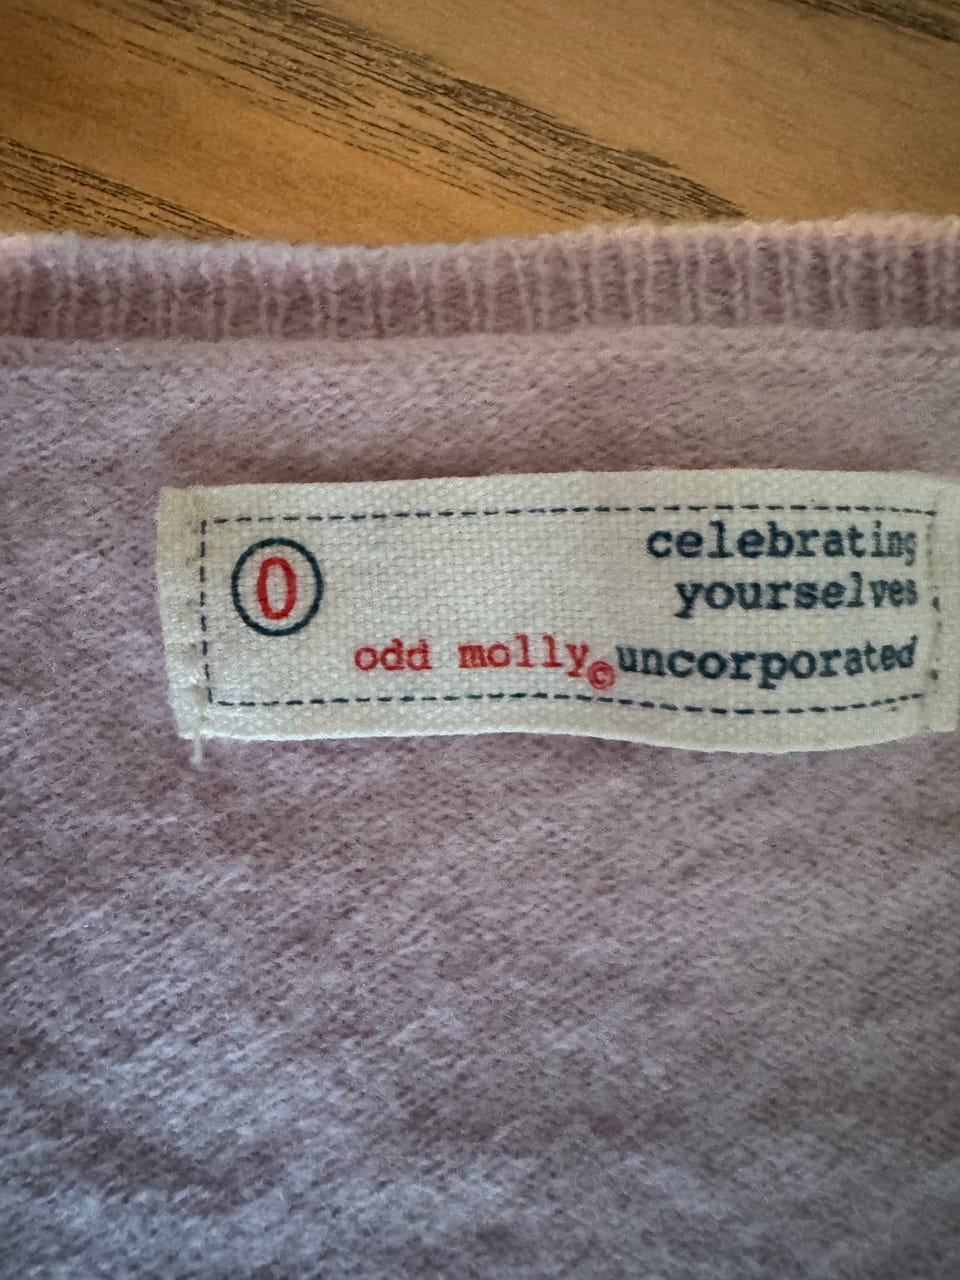 0
celebrating
yourselves
odd molly©uncorporated